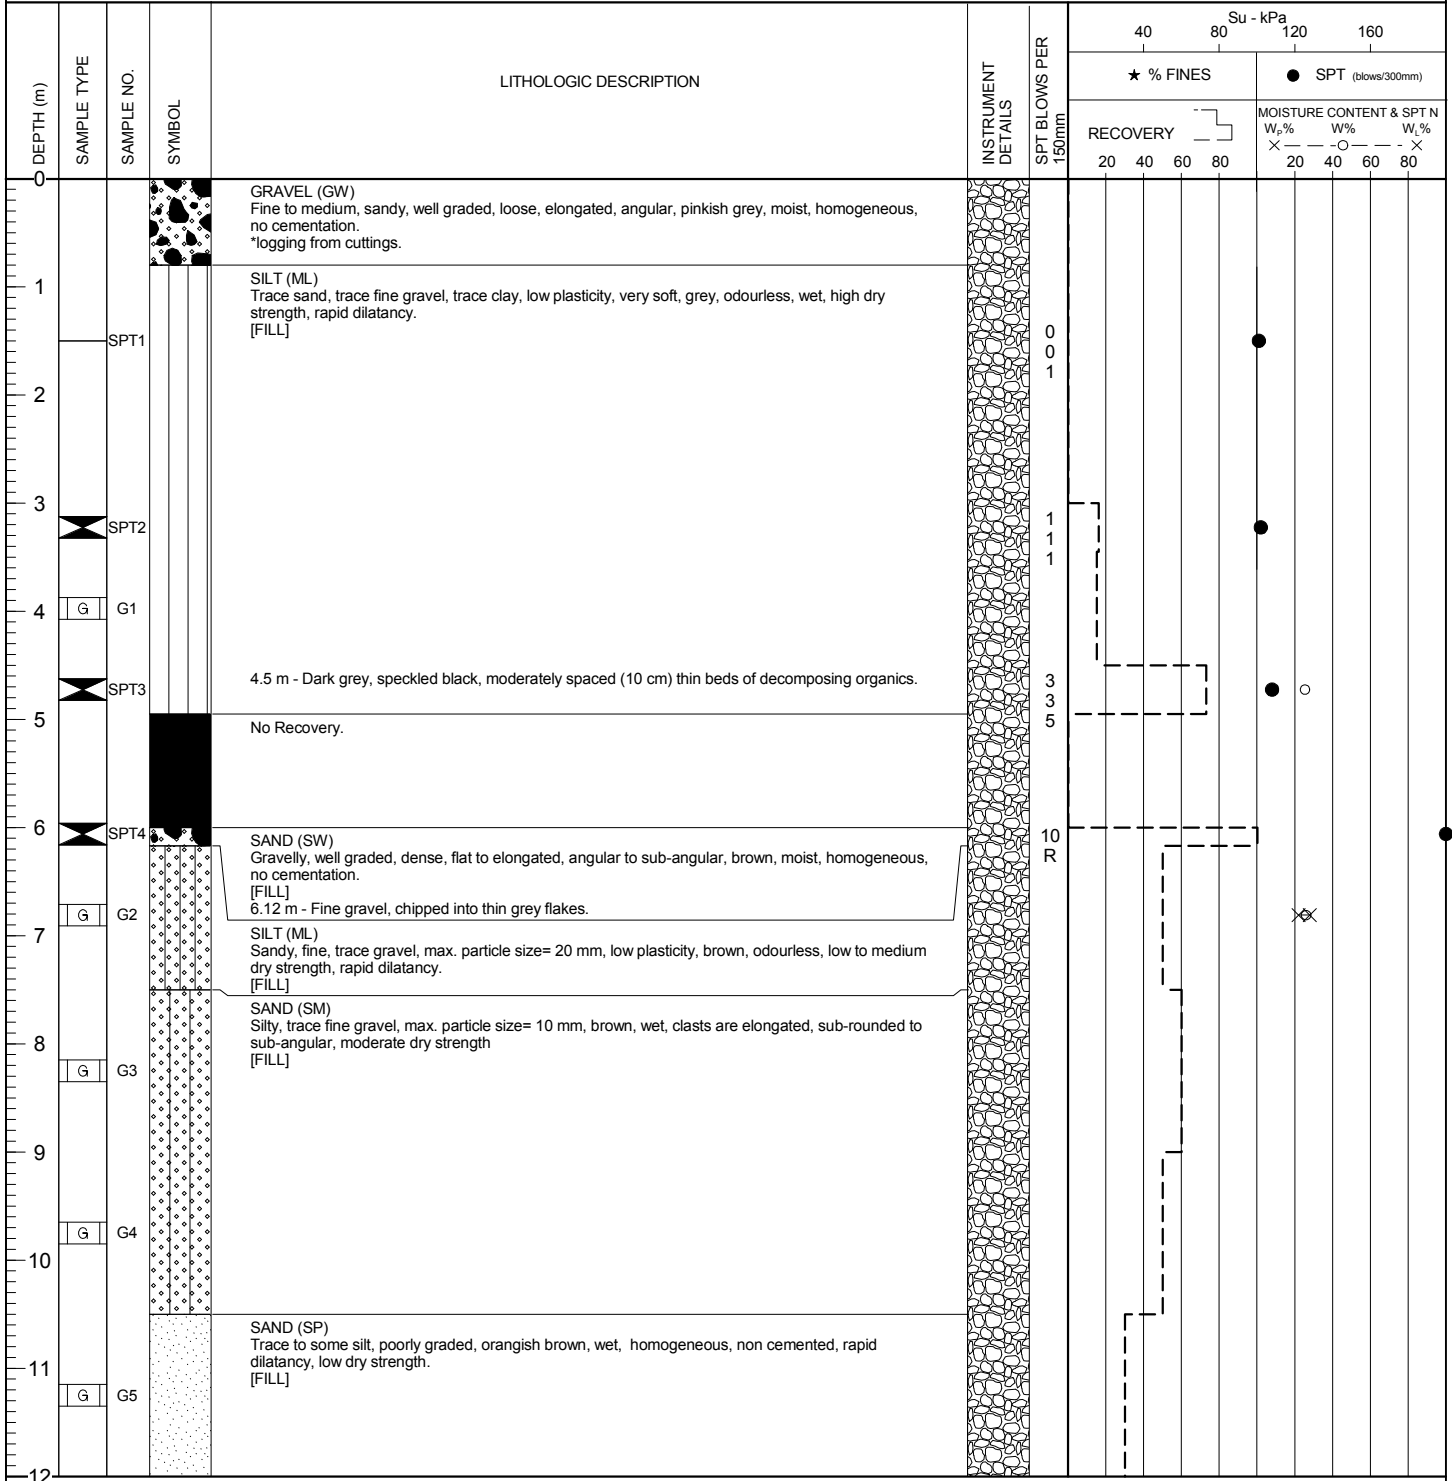 DEPTH (m)
SAMPLE TYPE
SAMPLE NO.
SYMBOL
LITHOLOGIC DESCRIPTION
INSTRUMENT
DETAILS
SPT BLOWS PER
150mm
Su - kPa
40 80 120 160
★ % FINES
● SPT (blows/300mm)
RECOVERY
MOISTURE CONTENT & SPT N
WP% W% WL%
20 40 60 80 20 40 60 80
0
GRAVEL (GW)
Fine to medium, sandy, well graded, loose, elongated, angular, pinkish grey, moist, homogeneous,
no cementation.
*logging from cuttings.
SILT (ML)
1
Trace sand, trace fine gravel, trace clay, low plasticity, very soft, grey, odourless, wet, high dry
strength, rapid dilatancy.
[FILL]
SPT1
0
0
1
2
3
SPT2
1
1
1
4
G G1
4.5 m - Dark grey, speckled black, moderately spaced (10 cm) thin beds of decomposing organics.
SPT3
3
3
5
5
No Recovery.
6
SPT4
10
R
SAND (SW)
Gravelly, well graded, dense, flat to elongated, angular to sub-angular, brown, moist, homogeneous,
no cementation.
[FILL]
6.12 m - Fine gravel, chipped into thin grey flakes.
G G2
7
SILT (ML)
Sandy, fine, trace gravel, max. particle size= 20 mm, low plasticity, brown, odourless, low to medium
dry strength, rapid dilatancy.
[FILL]
SAND (SM)
Silty, trace fine gravel, max. particle size= 10 mm, brown, wet, clasts are elongated, sub-rounded to
sub-angular, moderate dry strength
[FILL]
8
G G3
9
G G4
10
SAND (SP)
Trace to some silt, poorly graded, orangish brown, wet, homogeneous, non cemented, rapid
dilatancy, low dry strength.
[FILL]
11
G G5
12